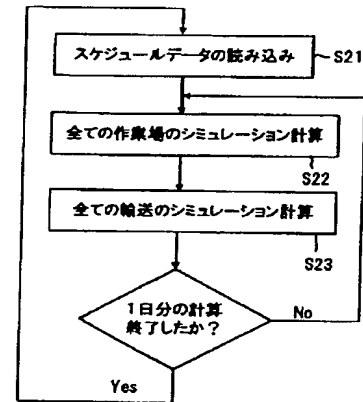 スケジュールデータの読み込み
S21
全ての作業場のシミュレーション計算
S22
全ての輸送のシミュレーション計算
S23
1日分の計算
終了したか？
No
Yes